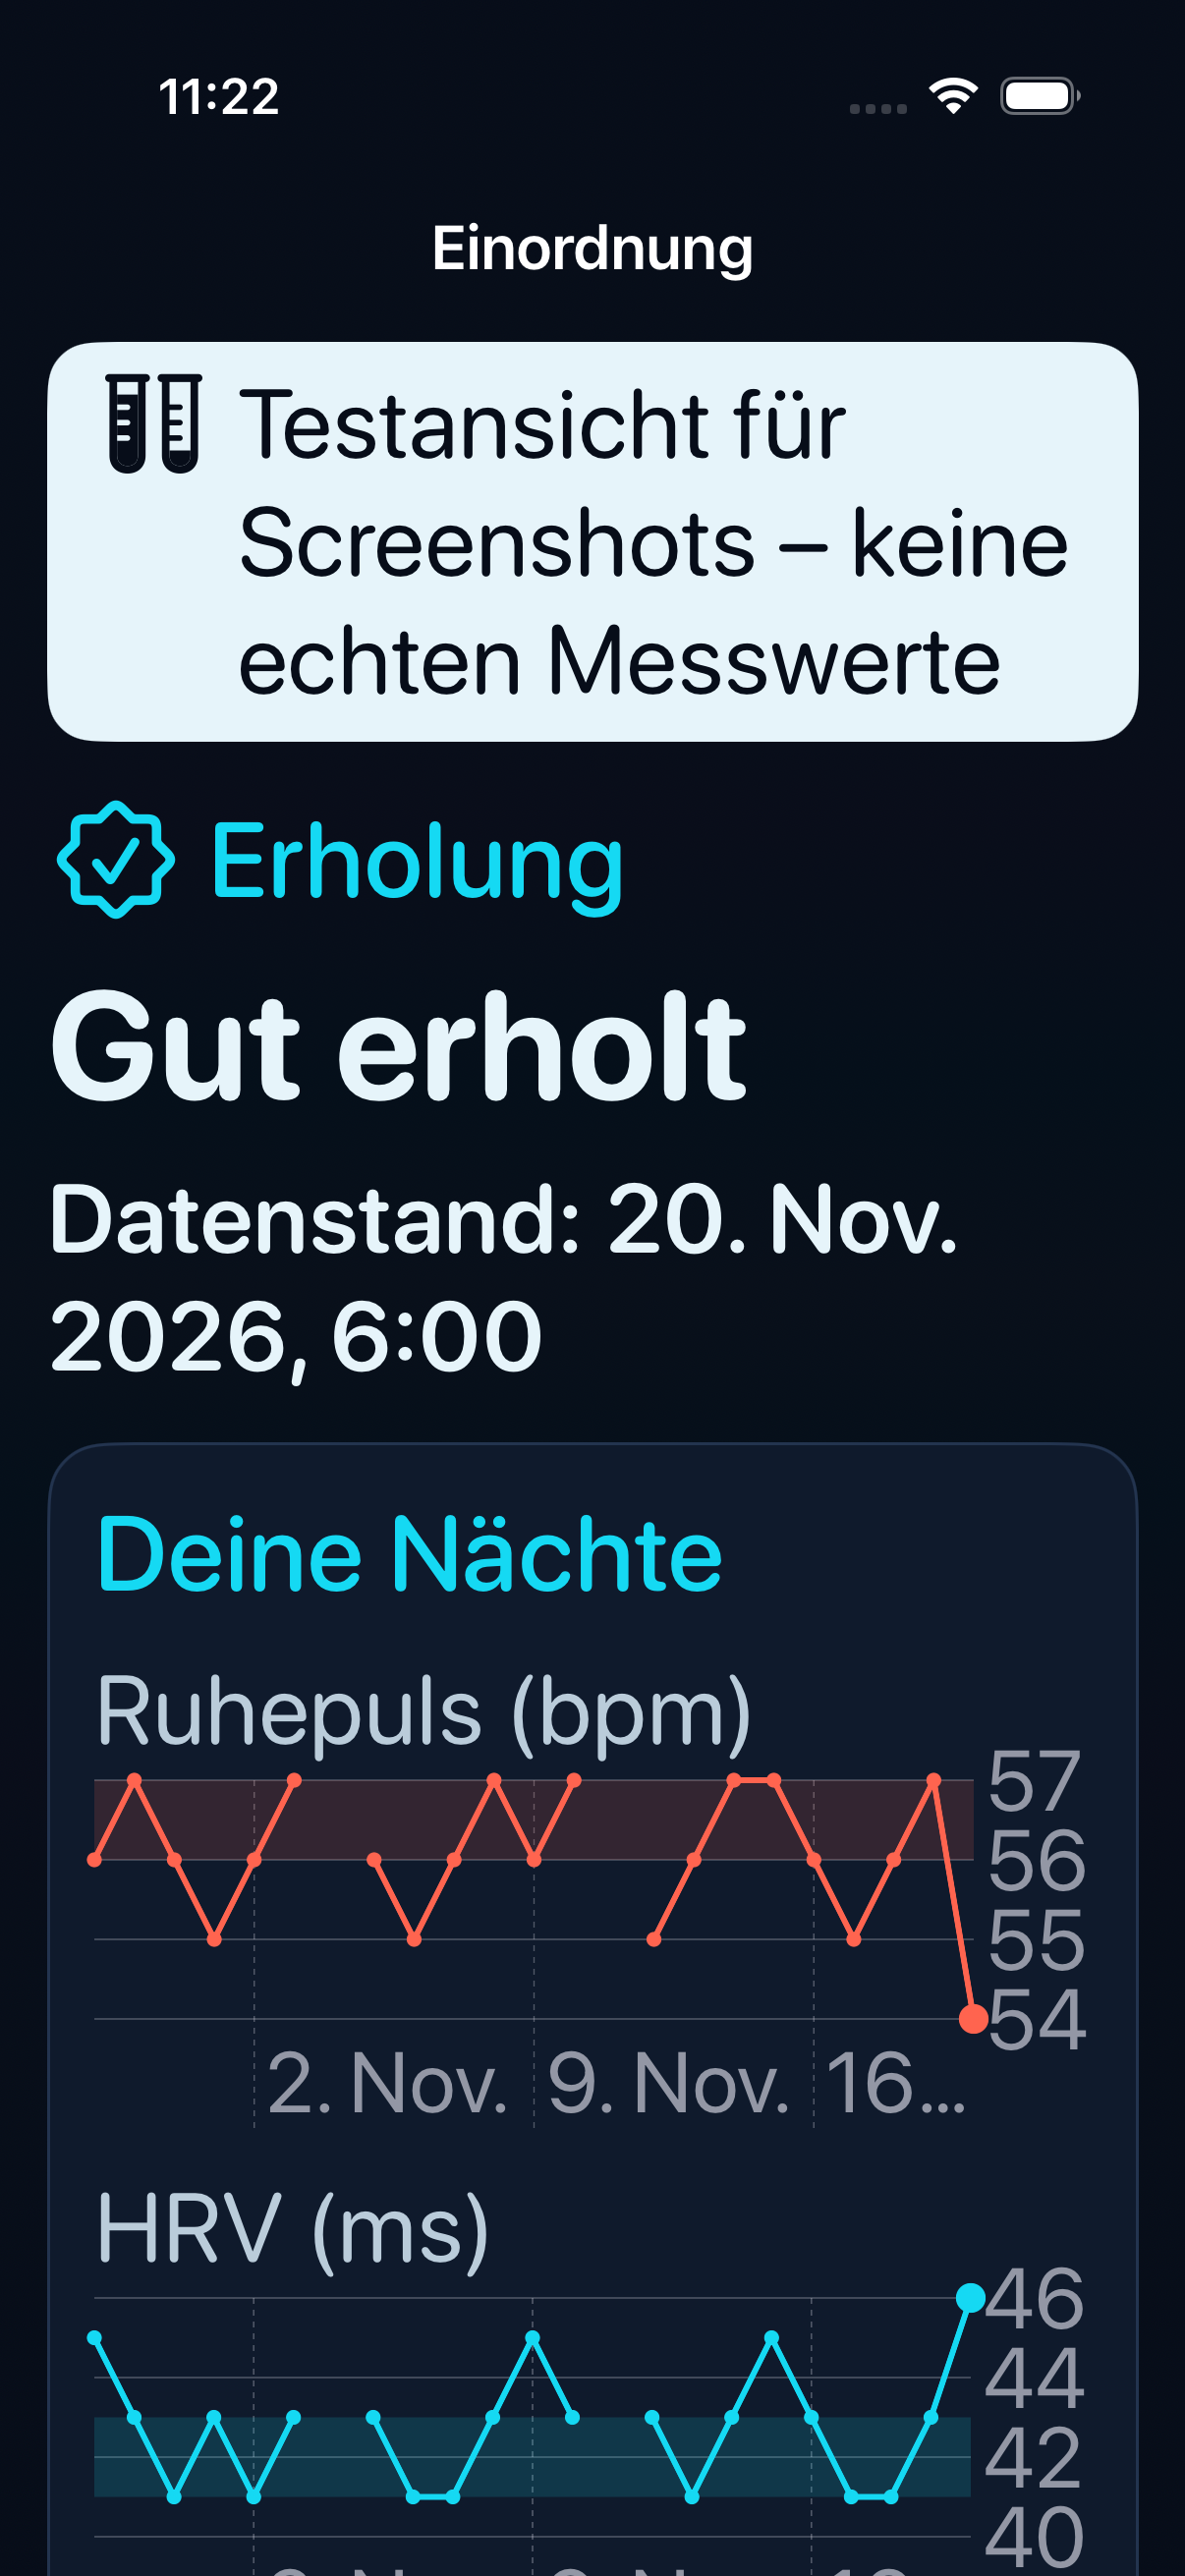 11:22
Einordnung
Testansicht für
Screenshots – keine
echten Messwerte
Erholung
Gut erholt
Datenstand: 20. Nov.
2026, 6:00
Deine Nächte
Ruhepuls (bpm)
57
56
55
54
2. Nov. 9. Nov. 16...
HRV (ms)
46
44
42
40